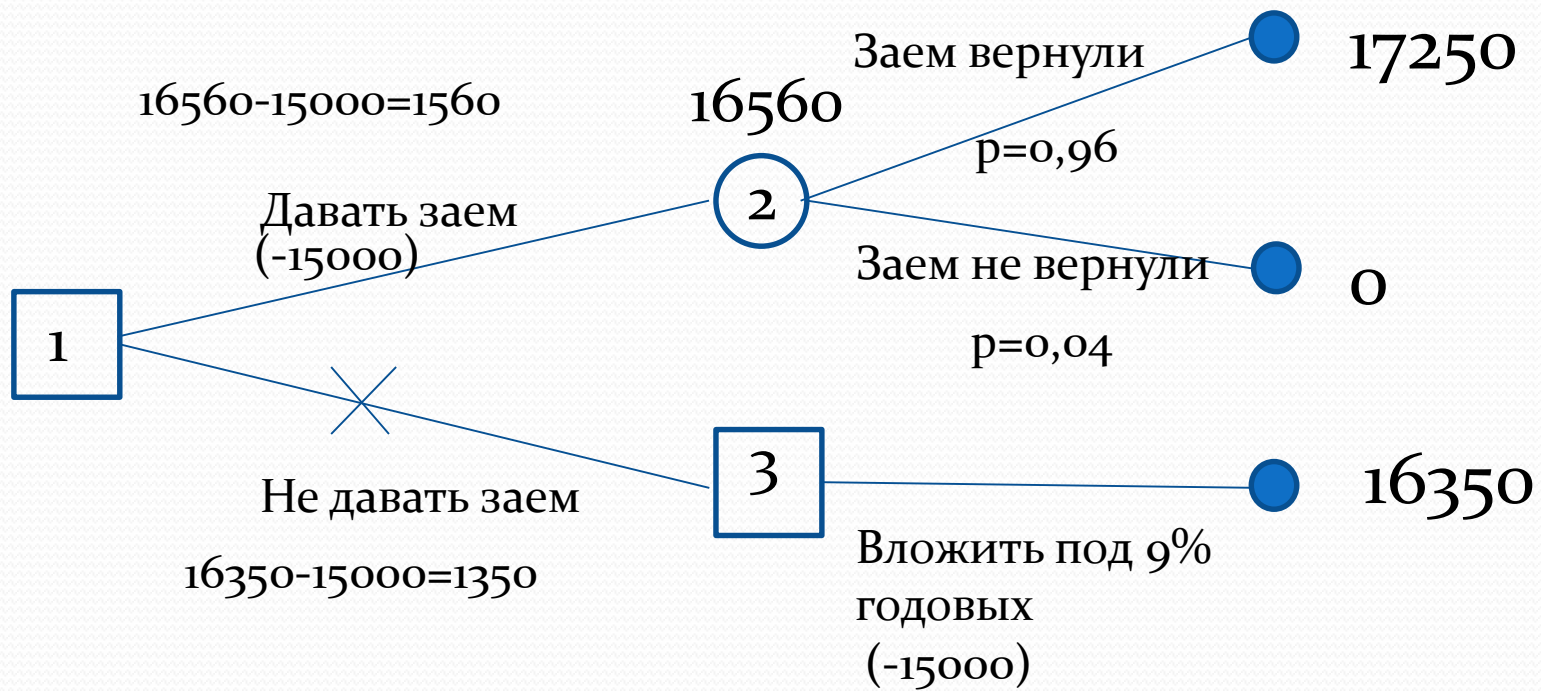 Заем вернули
17250
16560-15000=1560
16560
p=0,96
2
Давать заем
(-15000)
Заем не вернули
0
1
p=0,04
3
16350
Не давать заем
Вложить под 9%
годовых
(-15000)
16350-15000=1350